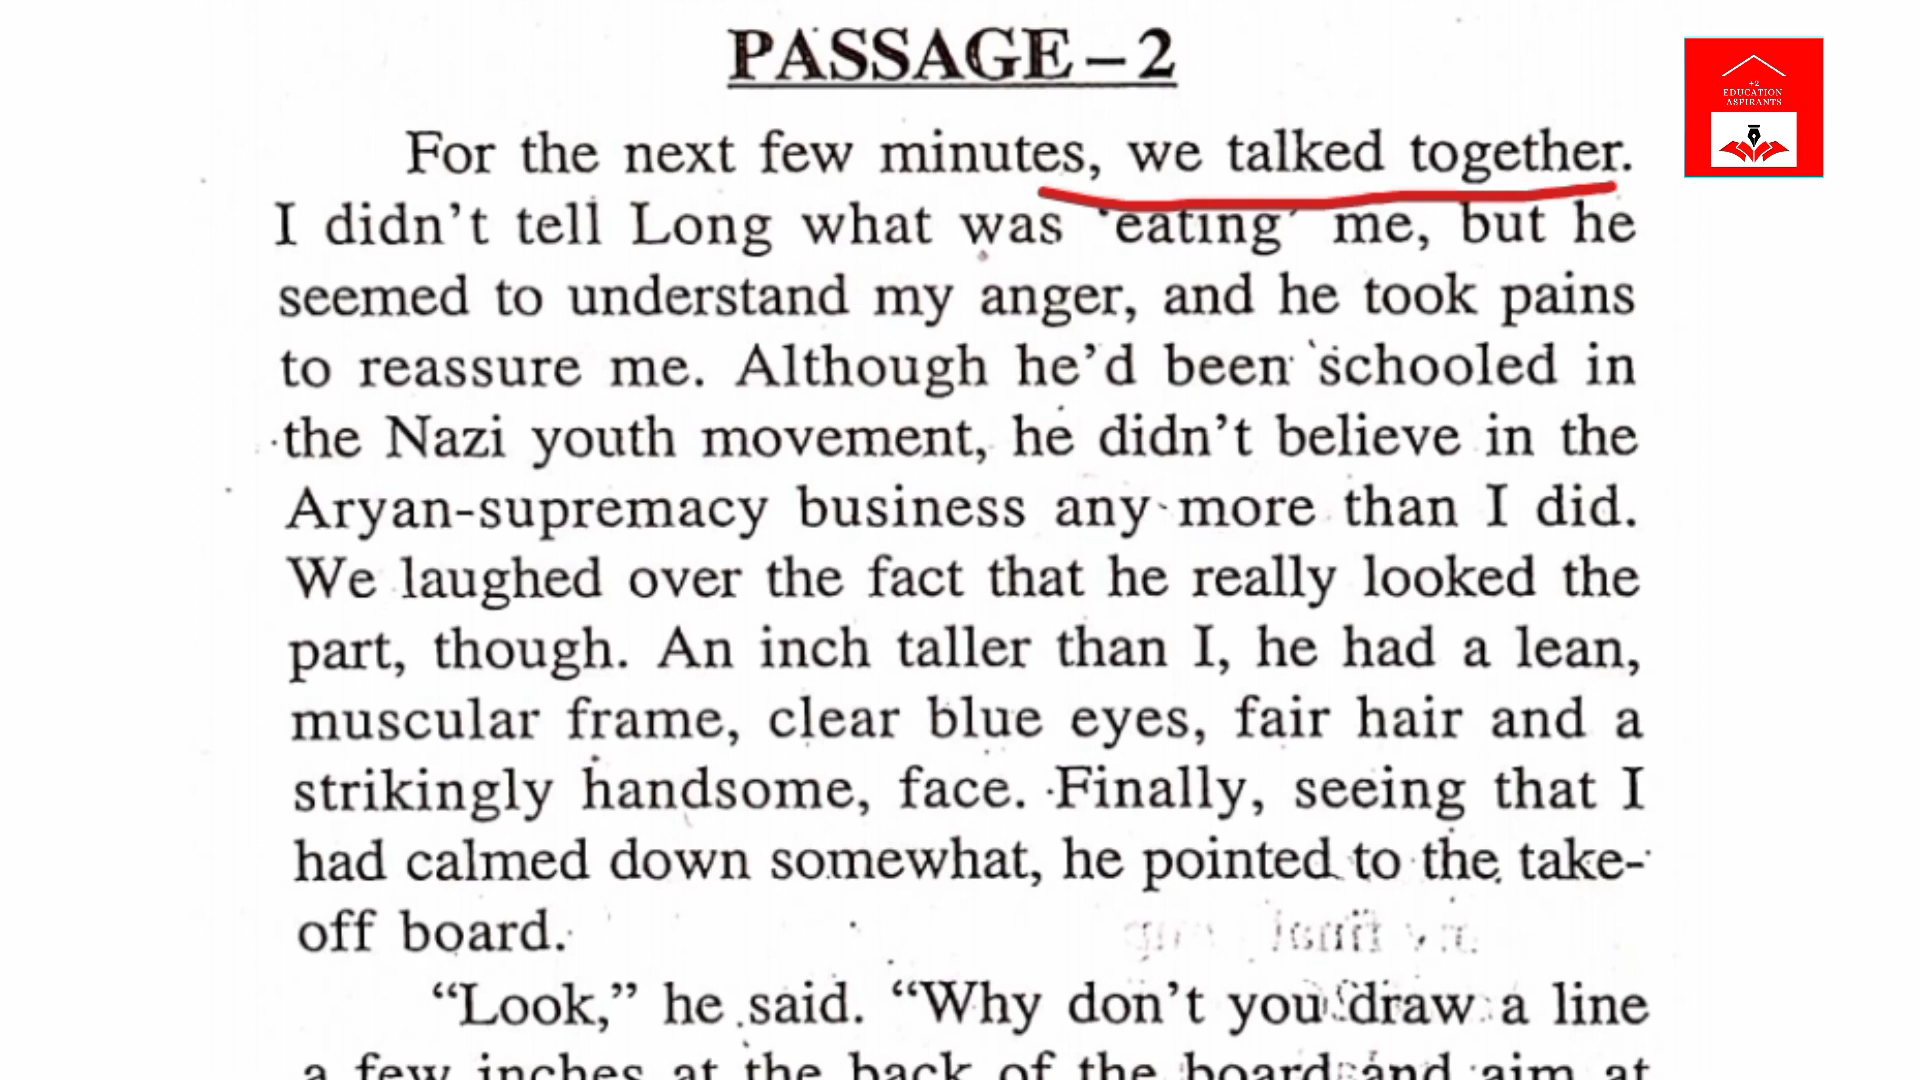 PASSAGE – 2
+2
EDUCATION
ASPIRANTS
For the next few minutes, we talked together.
I didn't tell Long what was 'eating' me, but he
seemed to understand my anger, and he took pains
to reassure me. Although he'd been schooled in
the Nazi youth movement, he didn't believe in the
Aryan-supremacy business any more than I did.
We laughed over the fact that he really looked the
part, though. An inch taller than I, he had a lean,
muscular frame, clear blue eyes, fair hair and a
strikingly handsome, face. Finally, seeing that I
had calmed down somewhat, he pointed to the take-
off board.
“Look,” he said. “Why don't you draw a line
a few inches at the back of the board and aim at